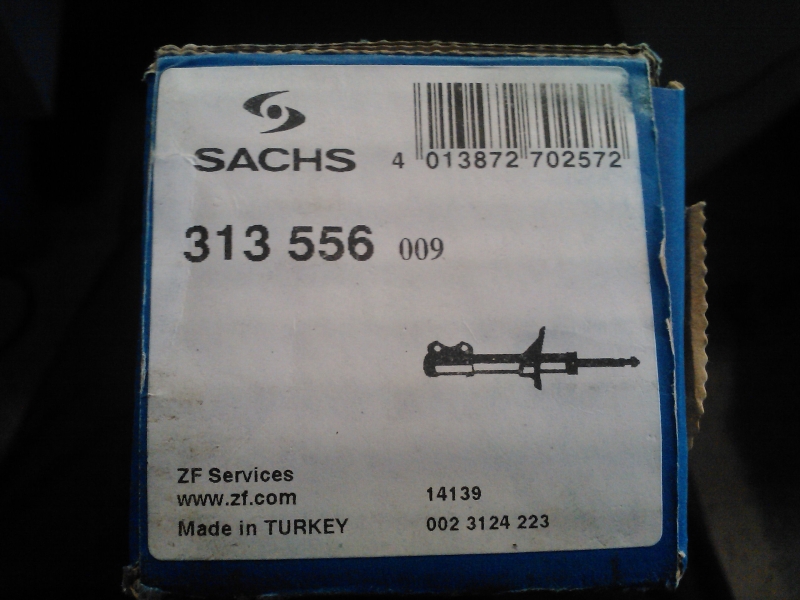 SACHS
4 013872 702572
313 556 009
ZF Services
www.zf.com
Made in TURKEY
14139
002 3124 223